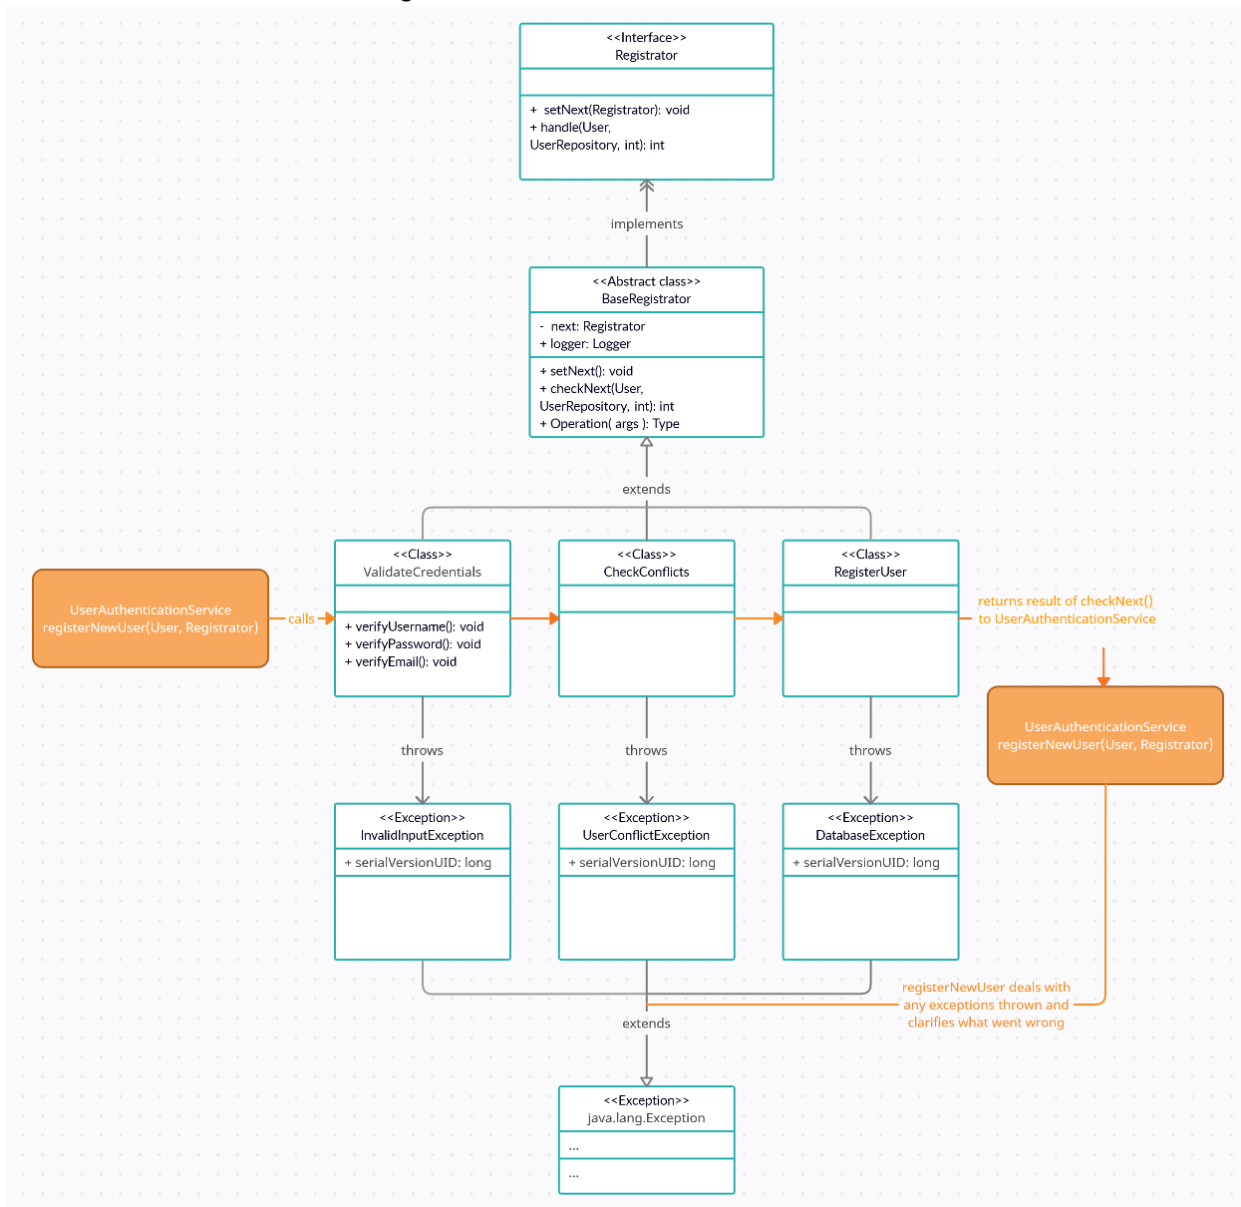 <<Interface>>
Registrator
+ setNext(Registrator): void
+ handle(User,
UserRepository, int): int
implements
<<Abstract class>>
BaseRegistrator
- next: Registrator
+ logger: Logger
+ setNext(): void
+ checkNext(User,
UserRepository, int): int
+ Operation( args ): Type
extends
UserAuthenticationService
registerNewUser(User, Registrator)
calls
<<Class>>
ValidateCredentials
+ verifyUsername(): void
+ verifyPassword(): void
+ verifyEmail(): void
<<Class>>
CheckConflicts
<<Class>>
RegisterUser
returns result of checkNext()
to UserAuthenticationService
UserAuthenticationService
registerNewUser(User, Registrator)
throws
throws
throws
<<Exception>>
InvalidInputException
+ serialVersionUID: long
<<Exception>>
UserConflictException
+ serialVersionUID: long
<<Exception>>
DatabaseException
+ serialVersionUID: long
registerNewUser deals with
any exceptions thrown and
clarifies what went wrong
extends
<<Exception>>
java.lang.Exception
...
...